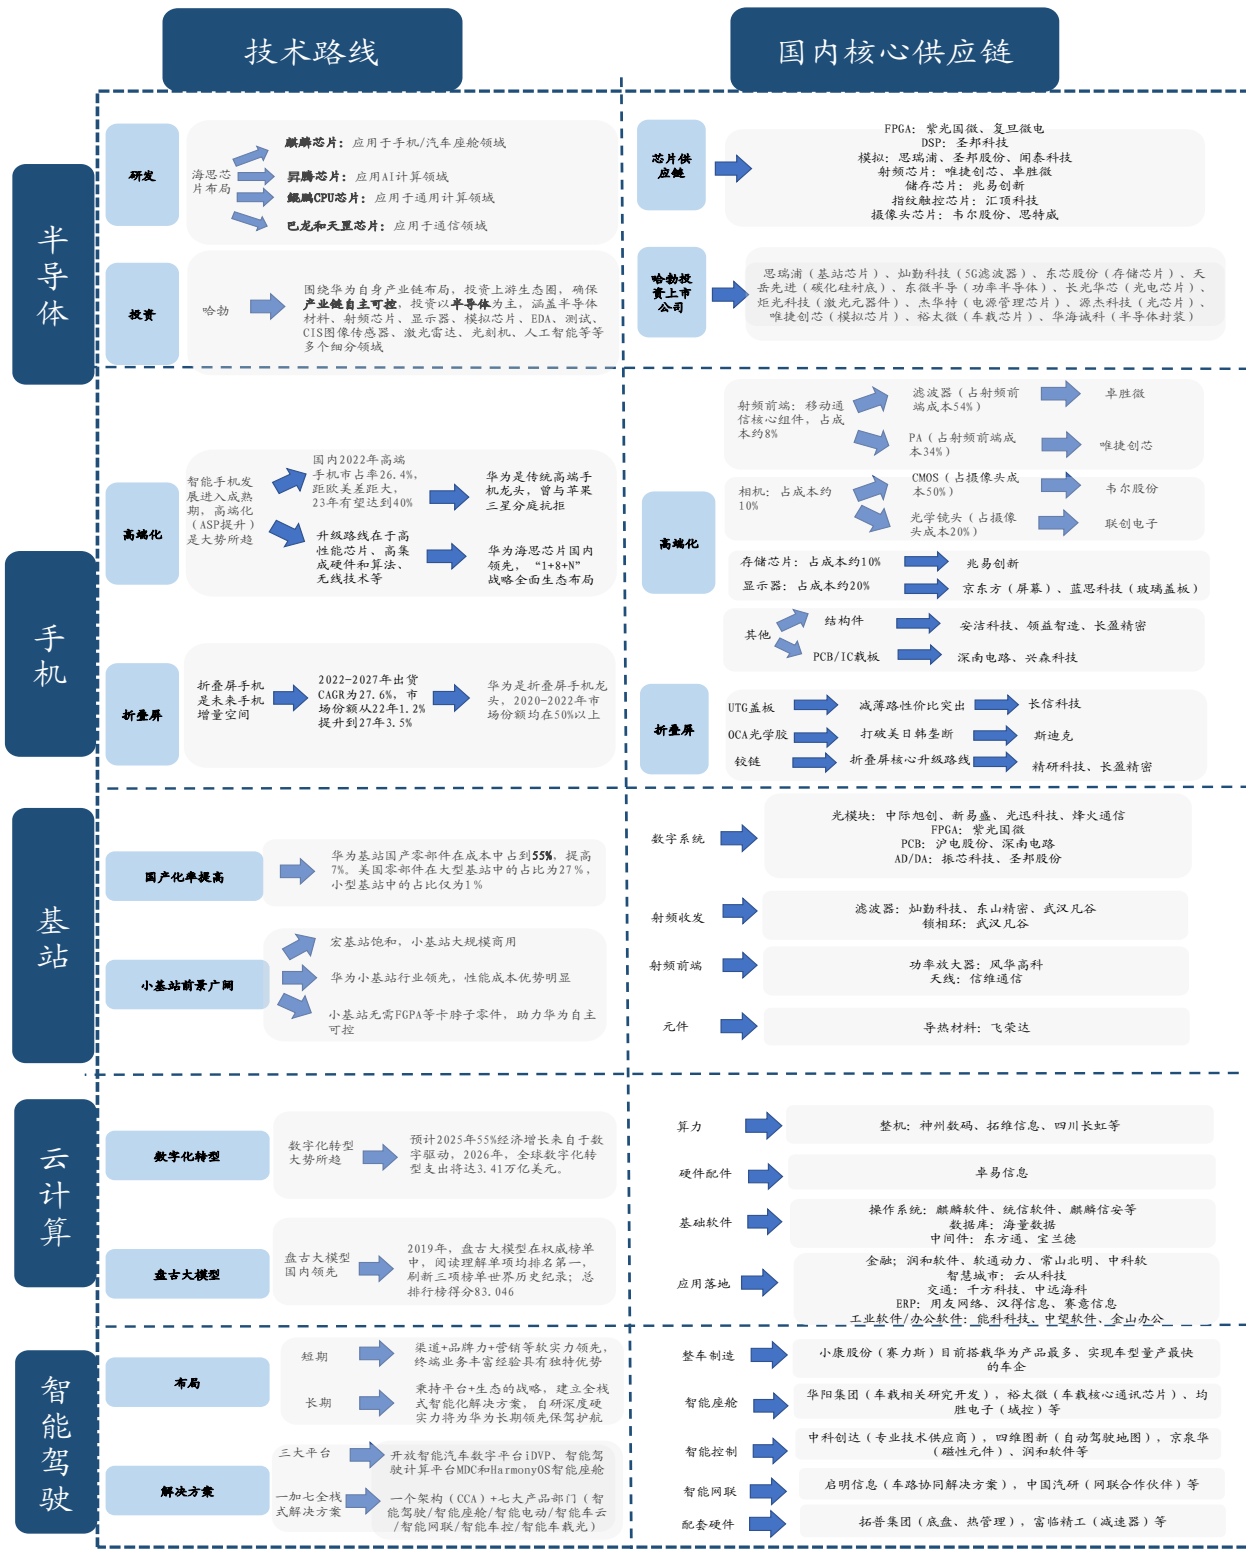 技术路线
国内核心供应链
半导体
研发
海思芯
片布局
麒麟芯片：应用于手机/汽车座舱领域
昇腾芯片：应用AI计算领域
鲲鹏CPU芯片：应用于通用计算领域
巴龙和天罡芯片：应用于通信领域
投资
哈勃
围绕华为自身产业链布局，投资上游生态圈，确保
产业链自主可控，投资以半导体为主，涵盖半导体
材料、射频芯片、显示器、模拟芯片、EDA、测试、
CIS图像传感器、激光雷达、光刻机、人工智能等等
多个细分领域
芯片供
应链
FPGA：紫光国微、复旦微电
DSP：圣邦科技
模拟：思瑞浦、圣邦股份、闻泰科技
射频芯片：唯捷创芯、卓胜微
储存芯片：兆易创新
指纹触控芯片：汇顶科技
摄像头芯片：韦尔股份、思特威
哈勃投
资上市
公司
思瑞浦（基站芯片）、灿勤科技（5G滤波器）、东芯股份（存储芯片）、天
岳先进（碳化硅衬底）、东微半导（功率半导体）、长光华芯（光电芯片）、
炬光科技（激光元器件）、杰华特（电源管理芯片）、源杰科技（光芯片）、
唯捷创芯（模拟芯片）、裕太微（车载芯片）、华海诚科（半导体封装）
手机
高端化
智能手机发
展进入成熟
期，高端化
（ASP提升）
是大势所趋
国内2022年高端
手机市占率26.4%，
距欧美差距大，
23年有望达到40%
华为是传统高端手
机龙头，曾与苹果
三星分庭抗拒
升级路线在于高
性能芯片、高集
成硬件和算法、
无线技术等
华为海思芯片国内
领先，“1+8+N”
战略全面生态布局
折叠屏
折叠屏手机
是未来手机
增量空间
2022-2027年出货
CAGR为27.6%，市
场份额从22年1.2%
提升到27年3.5%
华为是折叠屏手机龙
头，2020-2022年市
场份额均在50%以上
高端化
射频前端：移动通
信核心组件，占成
本约8%
滤波器（占射频前
端成本54%）
卓胜微
PA（占射频前端成
本34%）
唯捷创芯
相机：占成本约
10%
CMOS（占摄像头成
本50%）
韦尔股份
光学镜头（占摄像
头成本20%）
联创电子
存储芯片：占成本约10%
兆易创新
显示器：占成本约20%
京东方（屏幕）、蓝思科技（玻璃盖板）
其他
结构件
安洁科技、领益智造、长盈精密
PCB/IC载板
深南电路、兴森科技
折叠屏
UTG盖板
减薄路性价比突出
长信科技
OCA光学胶
打破美日韩垄断
斯迪克
铰链
折叠屏核心升级路线
精研科技、长盈精密
基站
国产化率提高
华为基站国产零部件在成本中占到55%，提高
7%。美国零部件在大型基站中的占比为27%，
小型基站中的占比仅为1%
小基站前景广阔
宏基站饱和，小基站大规模商用
华为小基站行业领先，性能成本优势明显
小基站无需FGPA等卡脖子零件，助力华为自主
可控
数字系统
光模块：中际旭创、新易盛、光迅科技、烽火通信
FPGA：紫光国微
PCB：沪电股份、深南电路
AD/DA：振芯科技、圣邦股份
射频收发
滤波器：灿勤科技、东山精密、武汉凡谷
锁相环：武汉凡谷
射频前端
功率放大器：风华高科
天线：信维通信
元件
导热材料：飞荣达
云计算
数字化转型
数字化转型
大势所趋
预计2025年55%经济增长来自于数
字驱动，2026年，全球数字化转
型支出将达3.41万亿美元。
盘古大模型
盘古大模型
国内领先
2019年，盘古大模型在权威榜单
中，阅读理解单项均排名第一，
刷新三项榜单世界历史纪录；总
排行榜得分83.046
算力
整机：神州数码、拓维信息、四川长虹等
硬件配件
卓易信息
基础软件
操作系统：麒麟软件、统信软件、麒麟信安等
数据库：海量数据
中间件：东方通、宝兰德
应用落地
金融；润和软件、软通动力、常山北明、中科软
智慧城市：云从科技
交通：千方科技、中远海科
ERP：用友网络、汉得信息、赛意信息
工业软件/办公软件：能科科技、中望软件、金山办公
智能驾驶
布局
短期
渠道+品牌力+营销等软实力领先，
终端业务丰富经验具有独特优势
长期
秉持平台+生态的战略，建立全栈
式智能化解决方案，自研深度硬
实力将为华为长期领先保驾护航
解决方案
三大平台
开放智能汽车数字平台iDVP、智能驾
驶计算平台MDC和HarmonyOS智能座舱
一加七全栈
式解决方案
一个架构（CCA）+七大产品部门（智
能驾驶/智能座舱/智能电动/智能车云
/智能网联/智能车控/智能车载光）
整车制造
小康股份（赛力斯）目前搭载华为产品最多、实现车型量产最快
的车企
智能座舱
华阳集团（车载相关研究开发），裕太微（车载核心通讯芯片）、均
胜电子（域控）等
智能控制
中科创达（专业技术供应商），四维图新（自动驾驶地图），京泉华
（磁性元件）、润和软件等
智能网联
启明信息（车路协同解决方案），中国汽研（网联合作伙伴）等
配套硬件
拓普集团（底盘、热管理），富临精工（减速器）等